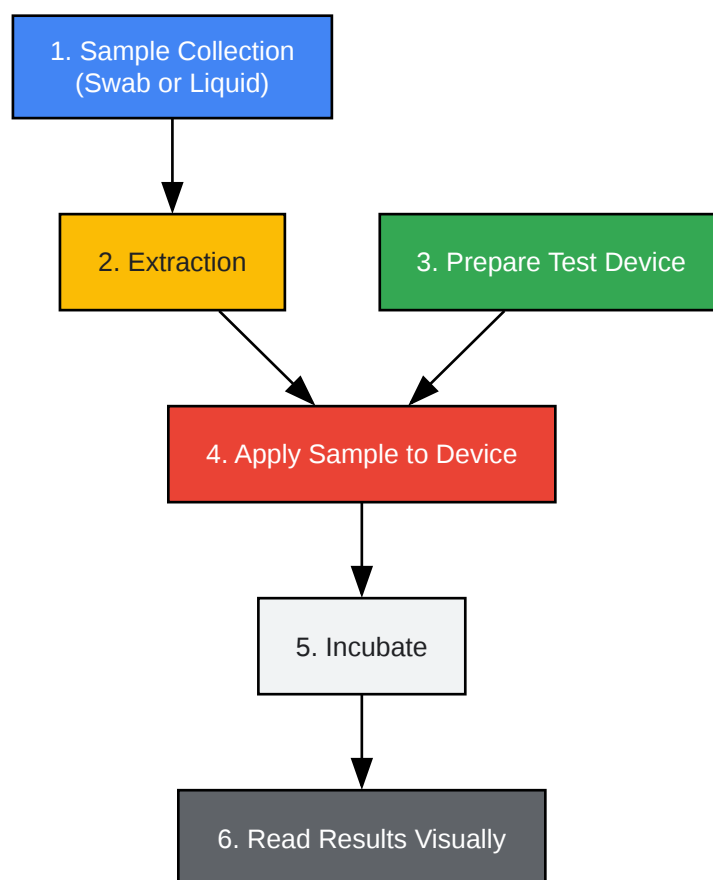 1. Sample Collection
(Swab or Liquid)
2. Extraction
3. Prepare Test Device
4. Apply Sample to Device
5. Incubate
6. Read Results Visually